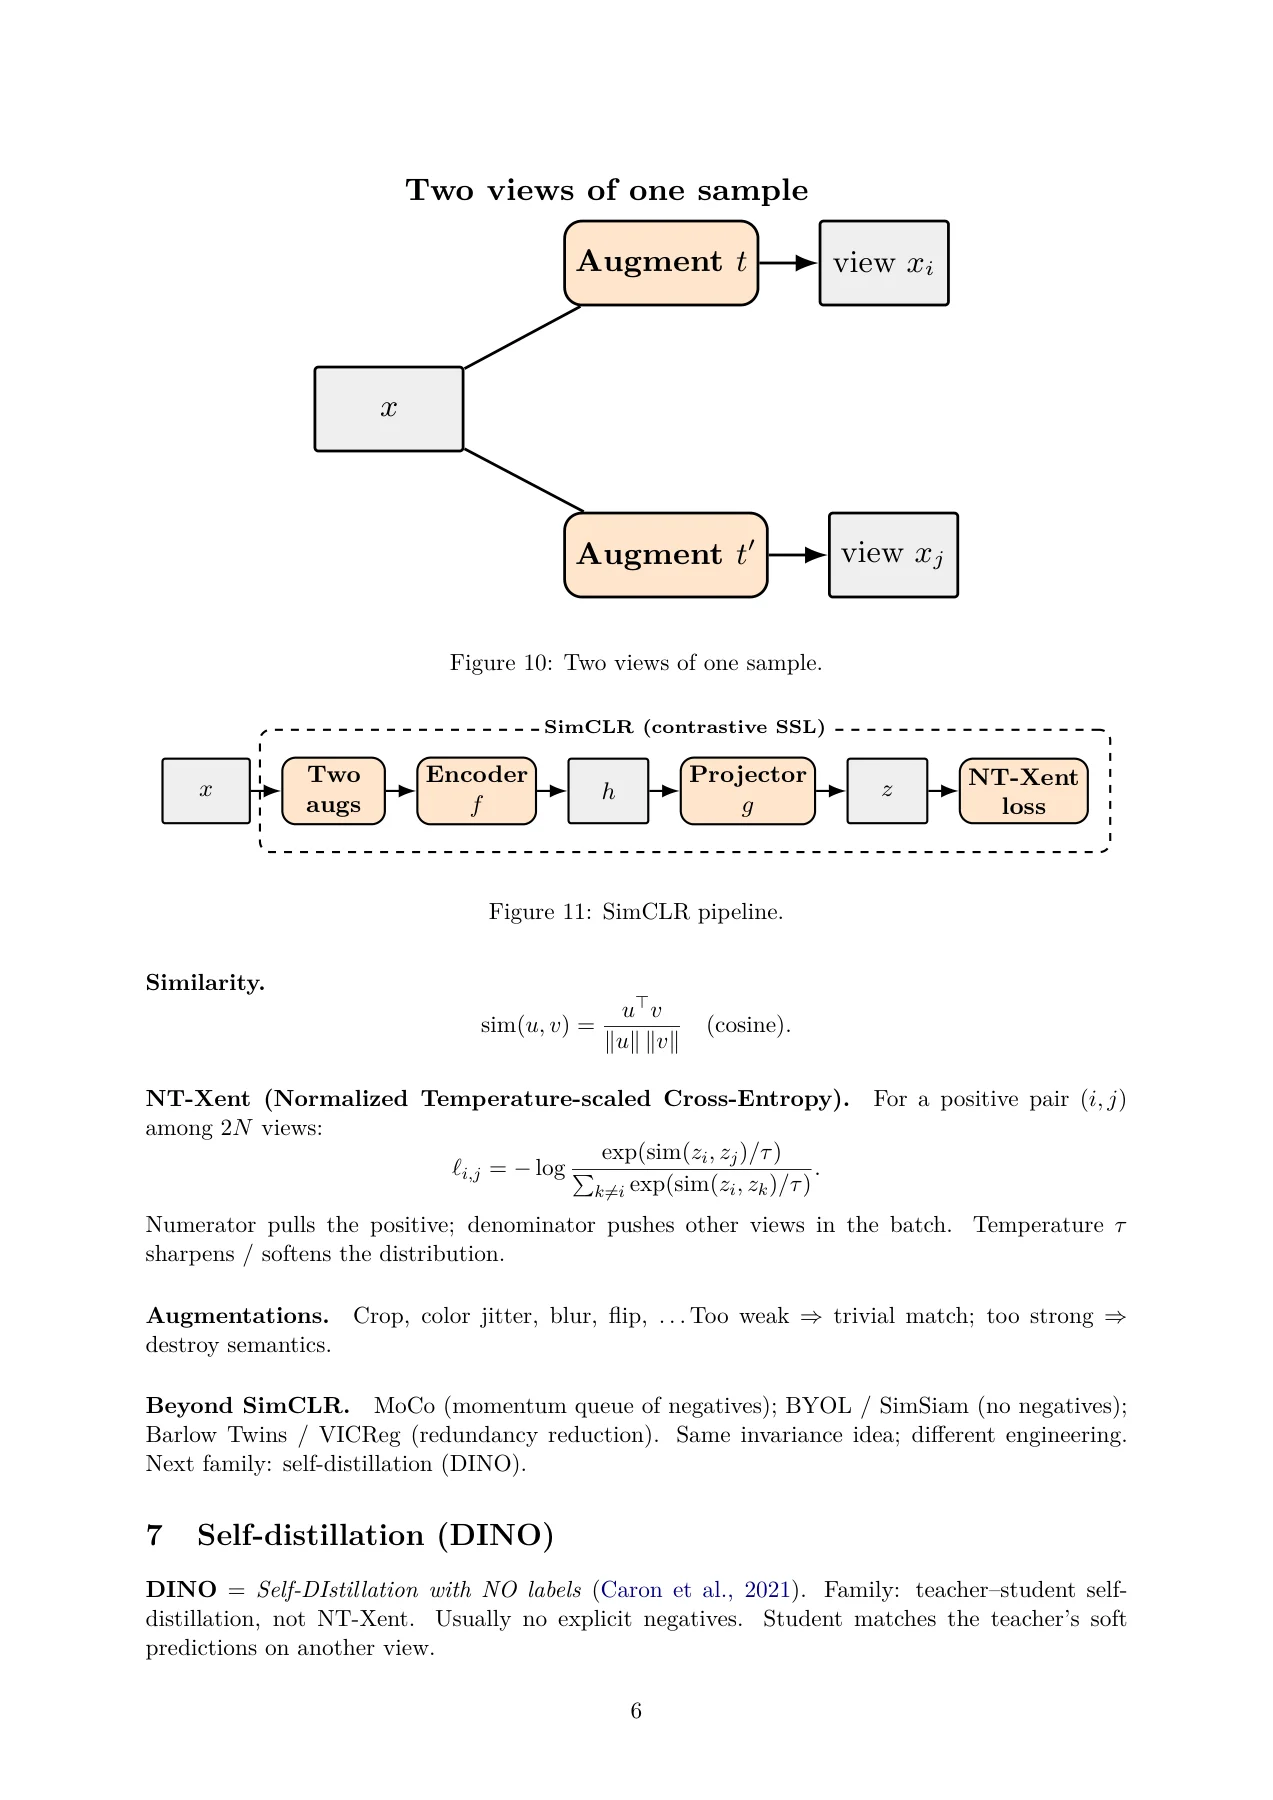 Two views of one sample
Augment t
view x_i
x
Augment t′
view x_j
Figure 10: Two views of one sample.
SimCLR (contrastive SSL)
x
Two
augs
Encoder
f
h
Projector
g
z
NT-Xent
loss
Figure 11: SimCLR pipeline.
Similarity.
sim(u, v) = u^⊤ v / ‖u‖ ‖v‖ (cosine).
NT-Xent (Normalized Temperature-scaled Cross-Entropy). For a positive pair (i, j)
among 2N views:
ℓ_{i,j} = − log exp(sim(z_i, z_j)/τ) / ∑_{k≠i} exp(sim(z_i, z_k)/τ).
Numerator pulls the positive; denominator pushes other views in the batch. Temperature τ
sharpens / softens the distribution.
Augmentations. Crop, color jitter, blur, flip, . . . Too weak ⇒ trivial match; too strong ⇒
destroy semantics.
Beyond SimCLR. MoCo (momentum queue of negatives); BYOL / SimSiam (no negatives);
Barlow Twins / VICReg (redundancy reduction). Same invariance idea; different engineering.
Next family: self-distillation (DINO).
7 Self-distillation (DINO)
DINO = Self-DIstillation with NO labels (Caron et al., 2021). Family: teacher–student self-
distillation, not NT-Xent. Usually no explicit negatives. Student matches the teacher's soft
predictions on another view.
6